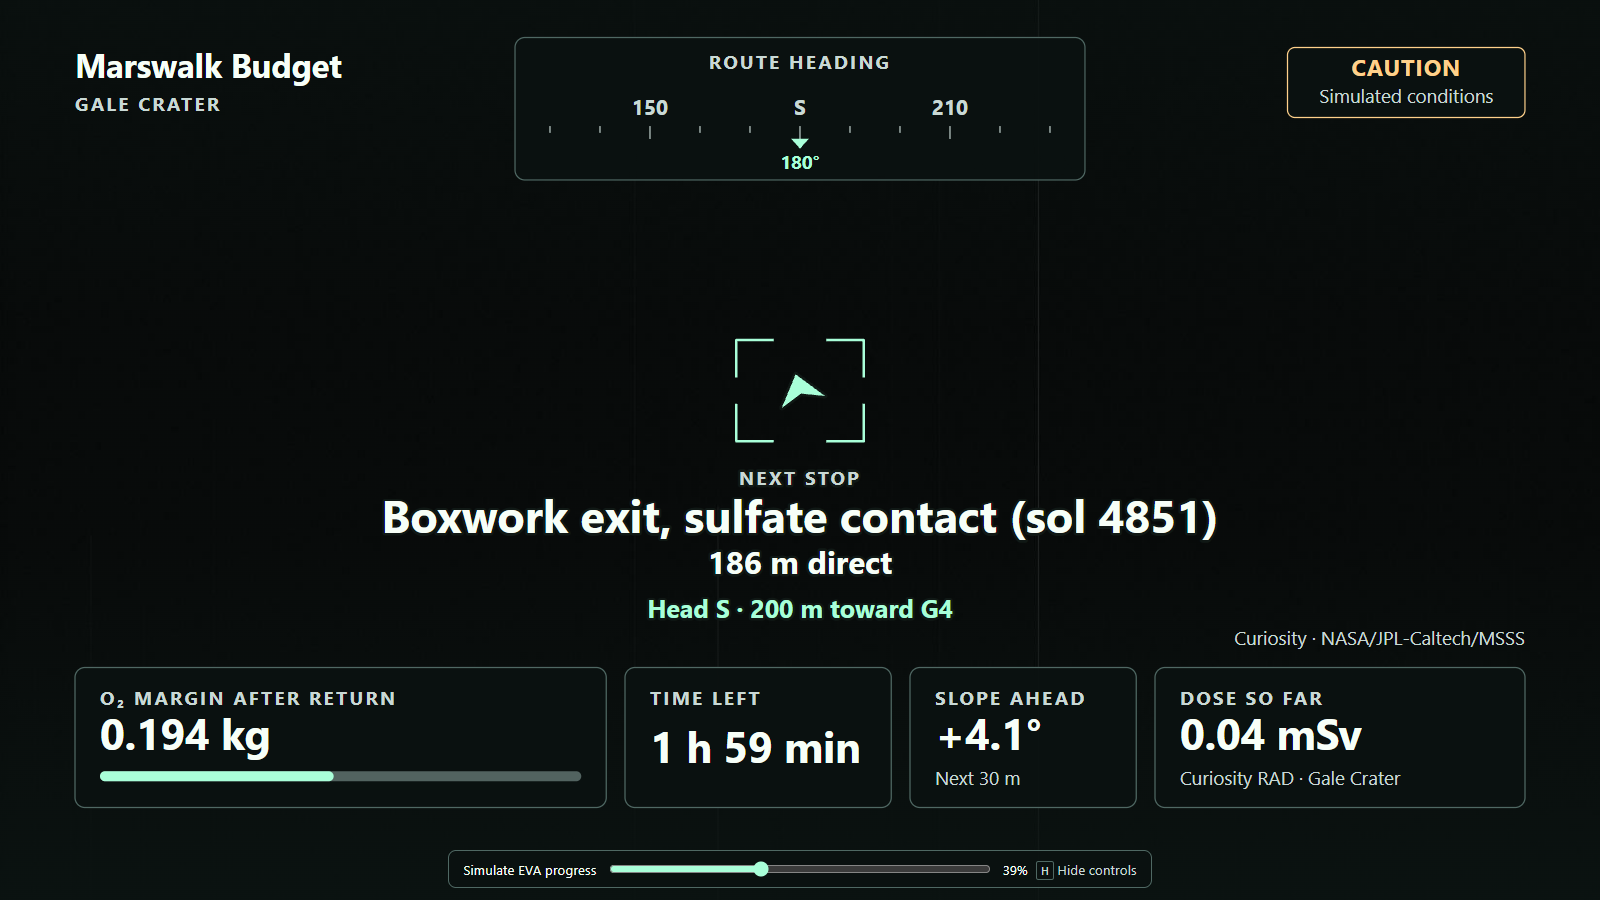 Marswalk Budget
GALE CRATER
ROUTE HEADING
150 S 210
180°
CAUTION
Simulated conditions
NEXT STOP
Boxwork exit, sulfate contact (sol 4851)
186 m direct
Head S · 200 m toward G4
Curiosity · NASA/JPL-Caltech/MSSS
O₂ MARGIN AFTER RETURN
0.194 kg
TIME LEFT
1 h 59 min
SLOPE AHEAD
+4.1°
Next 30 m
DOSE SO FAR
0.04 mSv
Curiosity RAD · Gale Crater
Simulate EVA progress 39% H Hide controls